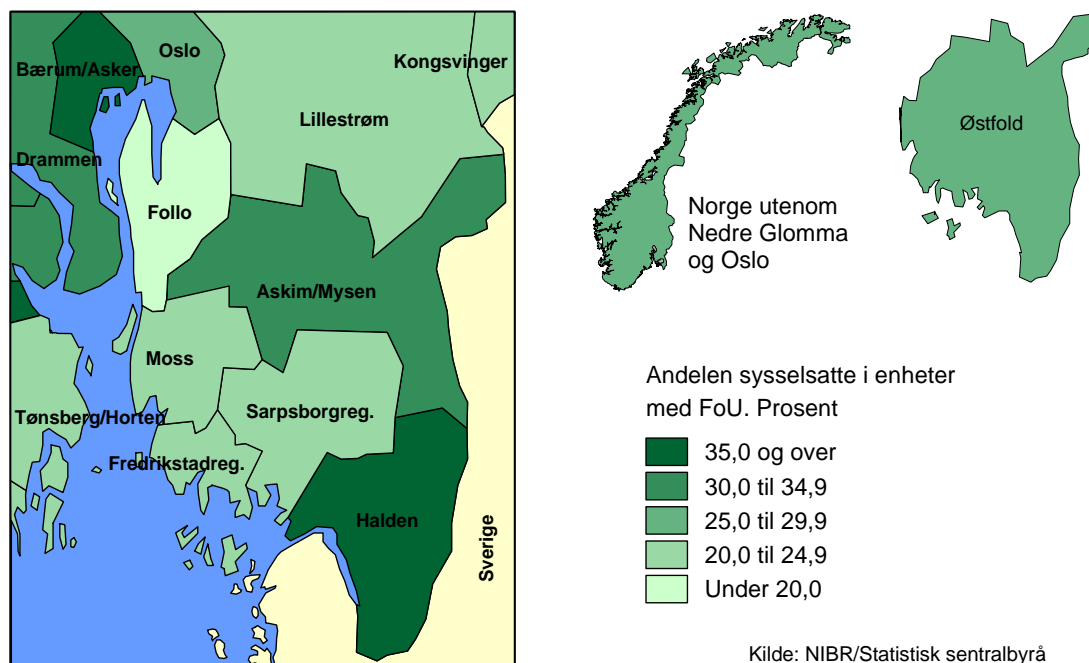 Oslo
Bærum/Asker
Kongsvinger
Lillestrøm
Drammen
Follo
Askim/Mysen
Moss
Tønsberg/Horten
Sarpsborgreg.
Fredrikstadreg.
Halden
Sverige
Østfold
Norge utenom
Nedre Glomma
og Oslo
Andelen sysselsatte i enheter
med FoU. Prosent
35,0 og over
30,0 til 34,9
25,0 til 29,9
20,0 til 24,9
Under 20,0
Kilde: NIBR/Statistisk sentralbyrå